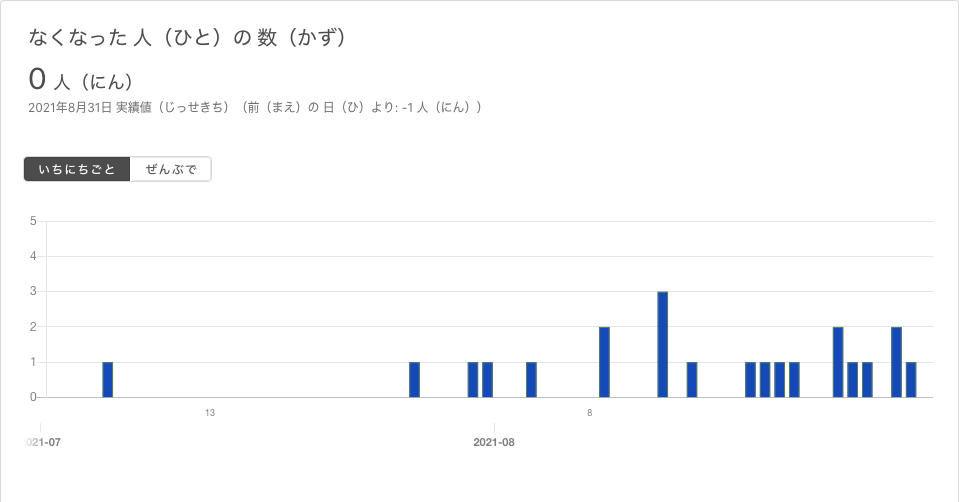 なくなった 人（ひと）の 数（かず）
0 人（にん）
2021年8月31日 実績値（じっせきち）（前（まえ）の 日（ひ）より: -1 人（にん））
いちにちごと ぜんぶで
5
4
3
2
1
0
13 8
2021-07 2021-08